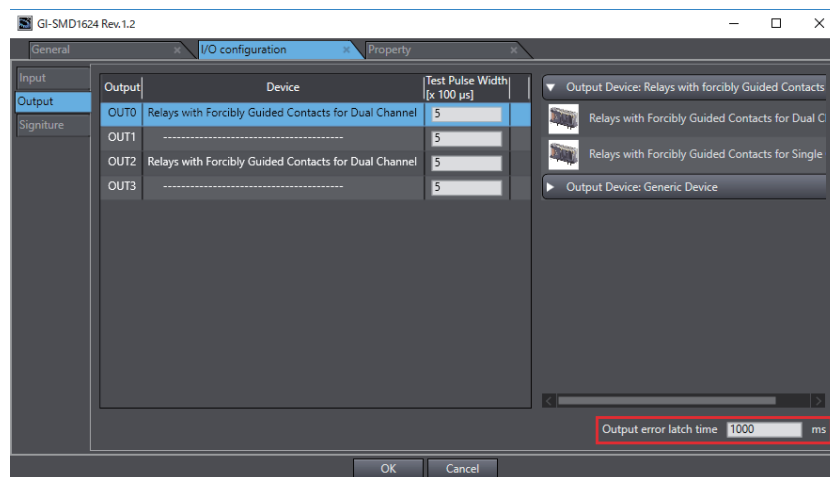 GI-SMD1624 Rev.1.2
General
I/O configuration
Property
Input
Output
Signiture
Output Device Test Pulse Width
[x 100 µs]
OUT0 Relays with Forcibly Guided Contacts for Dual Channel 5
OUT1 ---------------------------------------- 5
OUT2 Relays with Forcibly Guided Contacts for Dual Channel 5
OUT3 ---------------------------------------- 5
Output Device: Relays with forcibly Guided Contacts
Relays with Forcibly Guided Contacts for Dual
Relays with Forcibly Guided Contacts for Single
Output Device: Generic Device
Output error latch time 1000 ms
OK Cancel